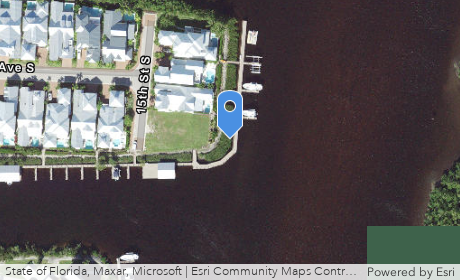 Ave S
15th St S
State of Florida, Maxar, Microsoft | Esri Community Maps Contr...
Powered by Esri